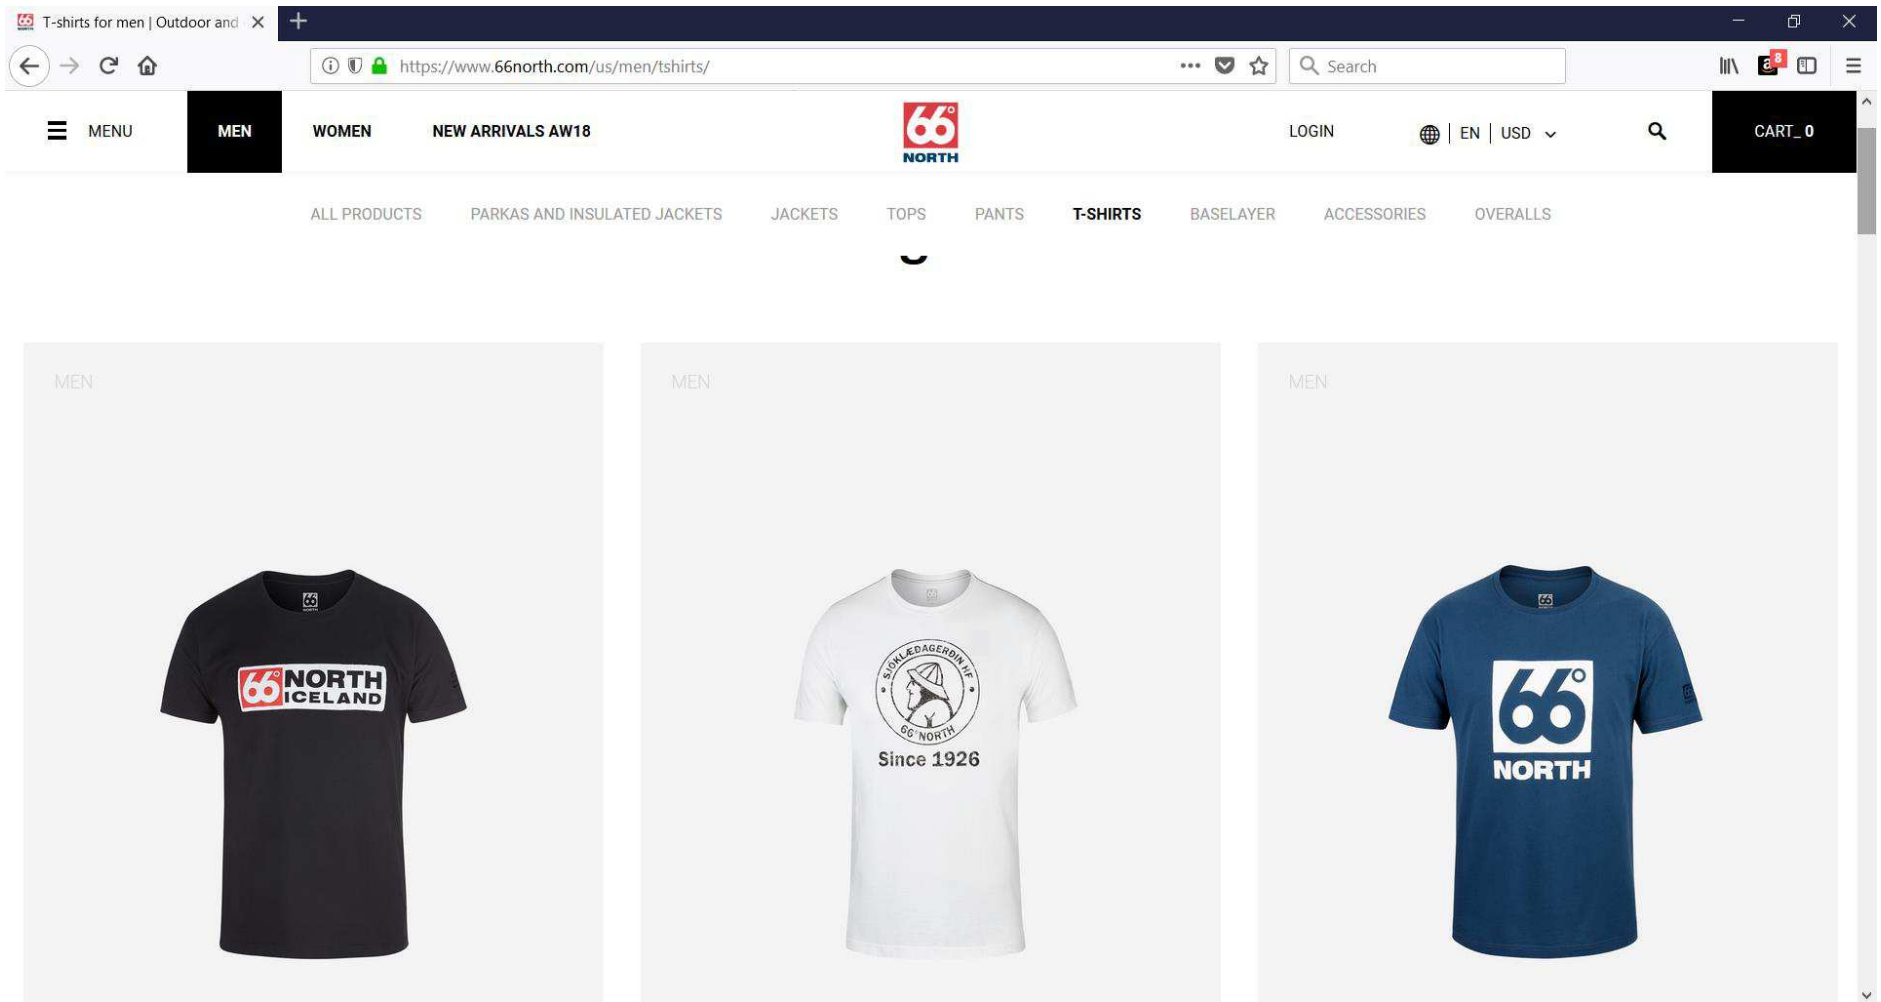 T-shirts for men | Outdoor and
https://www.66north.com/us/men/tshirts/
Search
8
MENU
MEN
WOMEN
NEW ARRIVALS AW18
66°
NORTH
LOGIN
EN
USD
CART_ 0
ALL PRODUCTS
PARKAS AND INSULATED JACKETS
JACKETS
TOPS
PANTS
T-SHIRTS
BASELAYER
ACCESSORIES
OVERALLS
MEN
MEN
MEN
66° NORTH
ICELAND
SJÓKLÆDAGERÐIN HF
66°NORTH
Since 1926
66°
NORTH